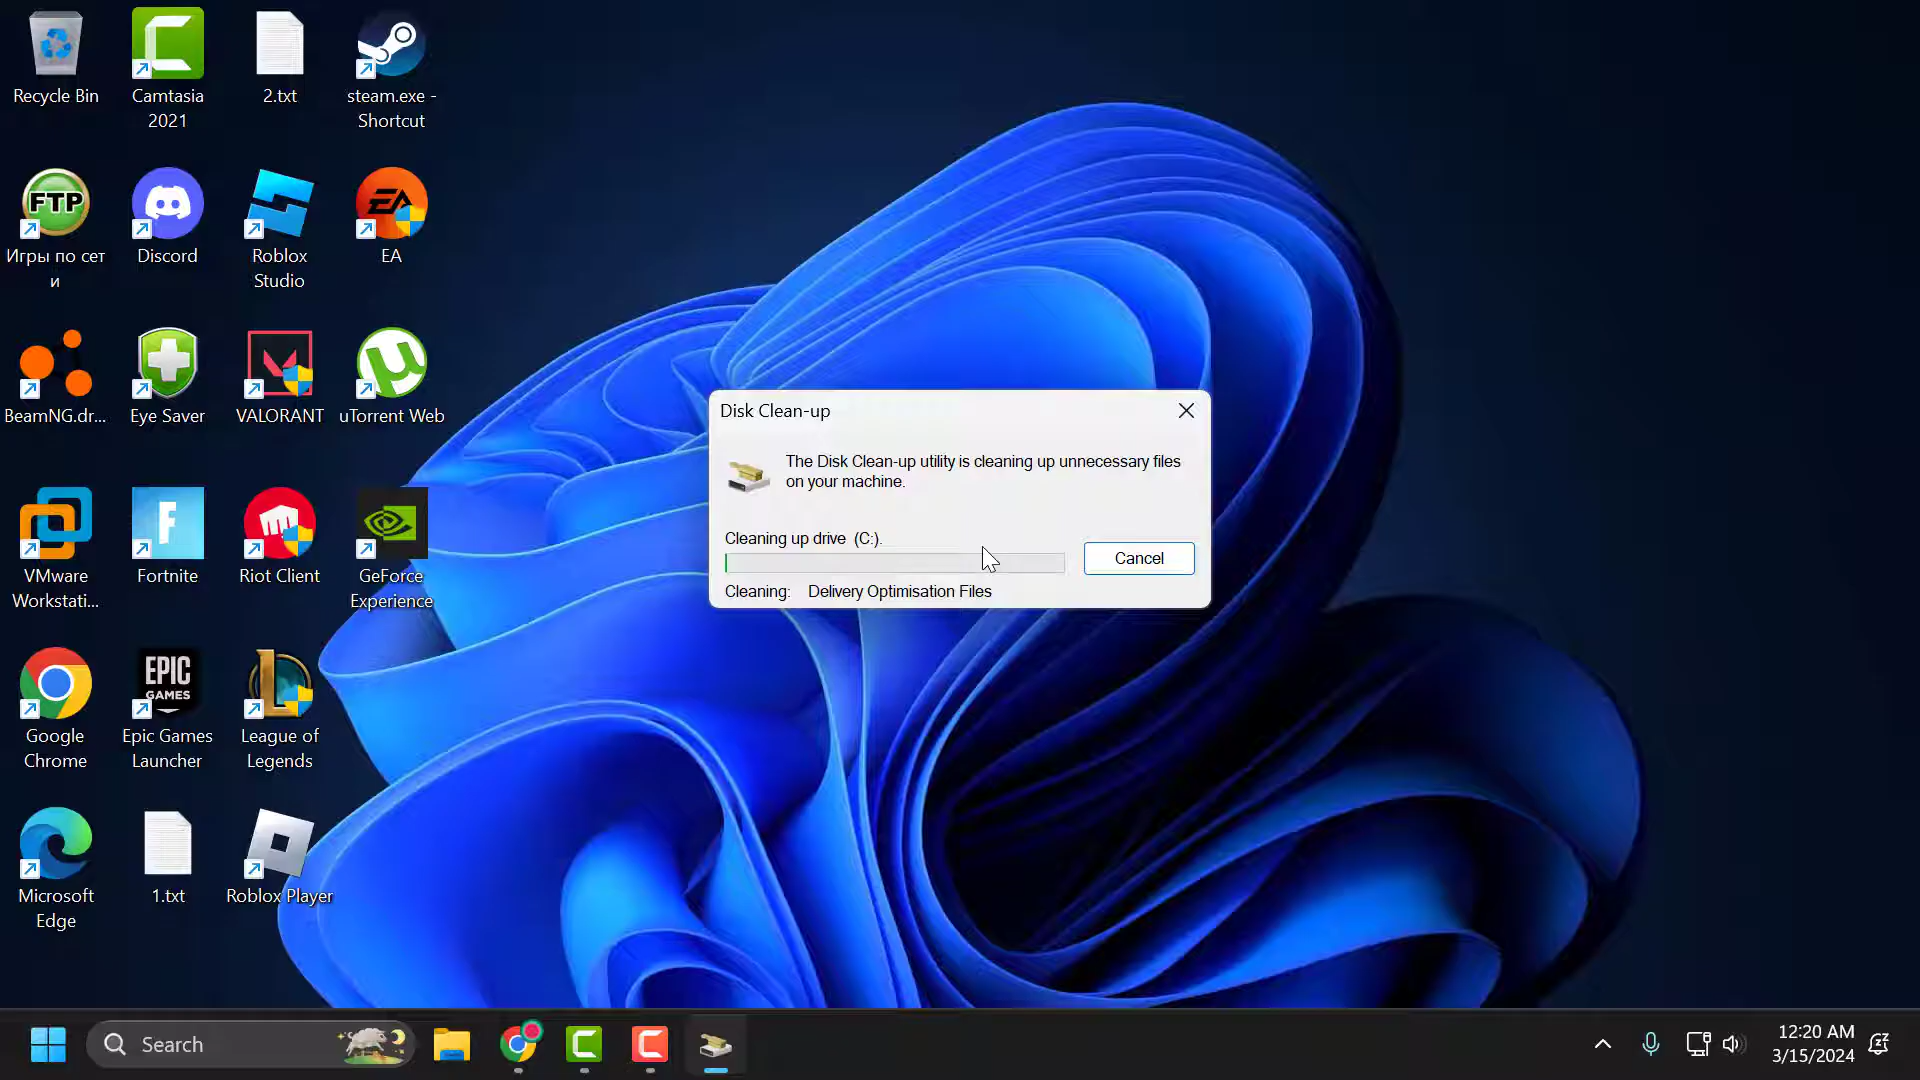 Recycle Bin
Camtasia
2021
2.txt
steam.exe -
Shortcut
FTP
Игры по сет
и
Discord
Roblox
Studio
EA
EA
BeamNG.dr...
Eye Saver
VALORANT
uTorrent Web
VMware
Workstati...
F
Fortnite
Riot Client
GeForce
Experience
Google
Chrome
EPIC
GAMES
Epic Games
Launcher
League of
Legends
Microsoft
Edge
1.txt
Roblox Player
Disk Clean-up
The Disk Clean-up utility is cleaning up unnecessary files
on your machine.
Cleaning up drive (C:).
Cancel
Cleaning: Delivery Optimisation Files
Search
12:20 AM
3/15/2024